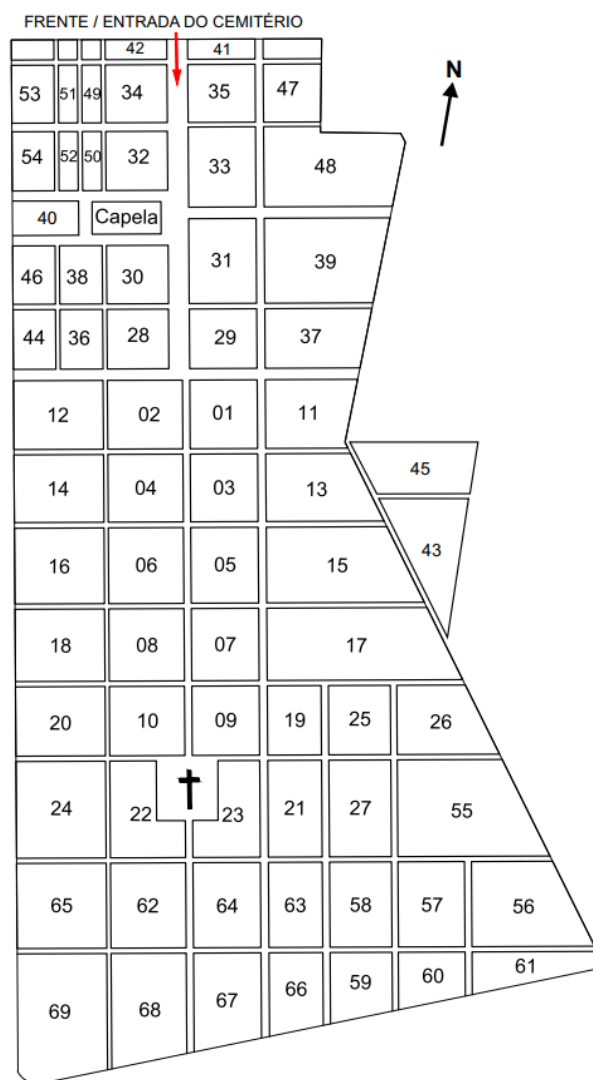 FRENTE / ENTRADA DO CEMITÉRIO
42 41
N
53 51 49 34 35 47
54 52 50 32 33 48
40 Capela
46 38 30 31 39
44 36 28 29 37
12 02 01 11
45
14 04 03 13
43
16 06 05 15
18 08 07 17
20 10 09 19 25 26
24 22 23 21 27 55
65 62 64 63 58 57 56
69 68 67 66 59 60 61